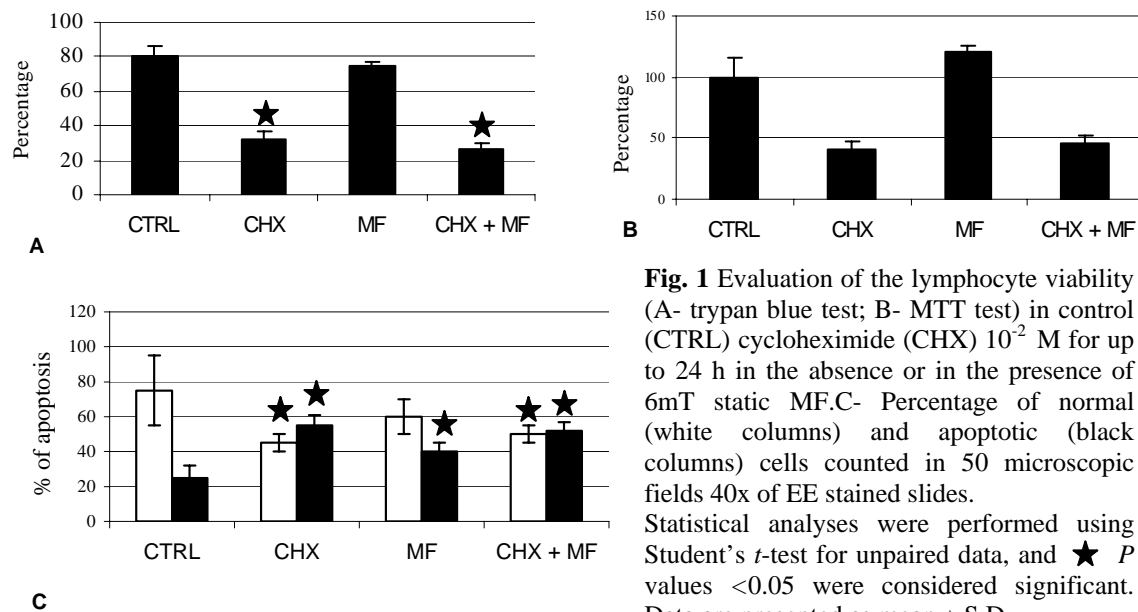 100
80
60
40
20
0
Percentage
CTRL CHX MF CHX + MF
A
150
100
50
0
Percentage
CTRL CHX MF CHX + MF
B
120
100
80
60
40
20
0
% of apoptosis
CTRL CHX MF CHX + MF
C
Fig. 1 Evaluation of the lymphocyte viability
(A- trypan blue test; B- MTT test) in control
(CTRL) cycloheximide (CHX) 10⁻² M for up
to 24 h in the absence or in the presence of
6mT static MF.C- Percentage of normal
(white columns) and apoptotic (black
columns) cells counted in 50 microscopic
fields 40x of EE stained slides.
Statistical analyses were performed using
Student's t-test for unpaired data, and ★ P
values <0.05 were considered significant.
Data are presented as mean ± S.D.